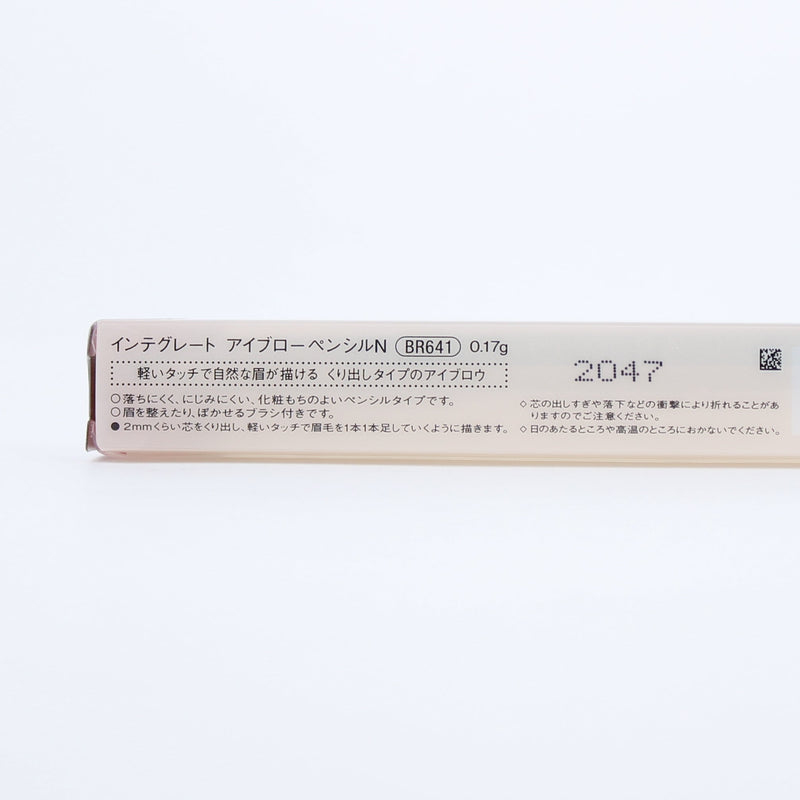 インテグレート アイブローペンシルN BR641 0.17g
軽いタッチで自然な眉が描ける くり出しタイプのアイブロウ
○落ちにくく、にじみにくい、化粧もちのよいペンシルタイプです。
○眉を整えたり、ぼかせるブラシ付きです。
●2mmくらい芯をくり出し、軽いタッチで眉毛を1本1本足していくように描きます。
2047
◇芯の出しすぎや落下などの衝撃により折れることがあ
りますのでご注意ください。
◇日のあたるところや高温のところにおかないでください。